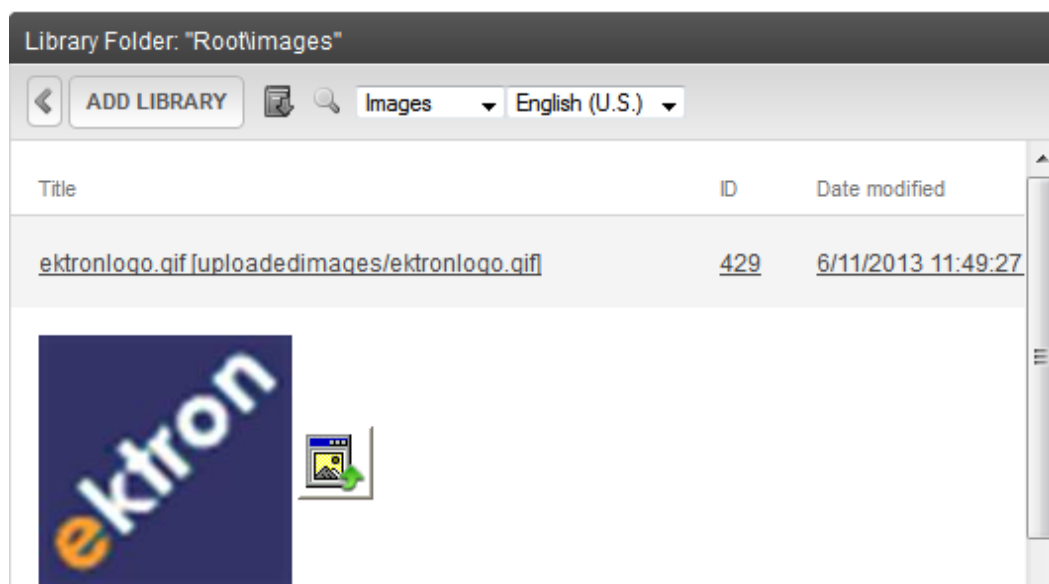 Library Folder: "Root\images"
ADD LIBRARY Images English (U.S.)
Title ID Date modified
ektronlogo.gif [uploadedimages/ektronlogo.gif] 429 6/11/2013 11:49:27
ektron